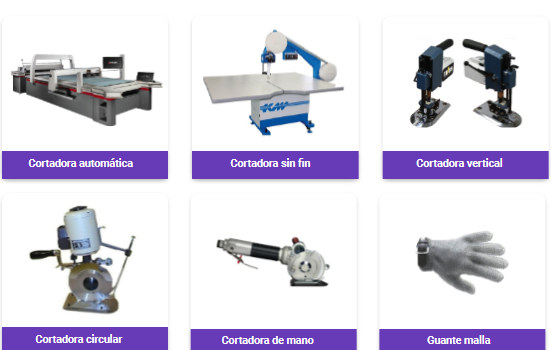 Cortadora automática
Cortadora sin fin
Cortadora vertical
Cortadora circular
Cortadora de mano
Guante malla